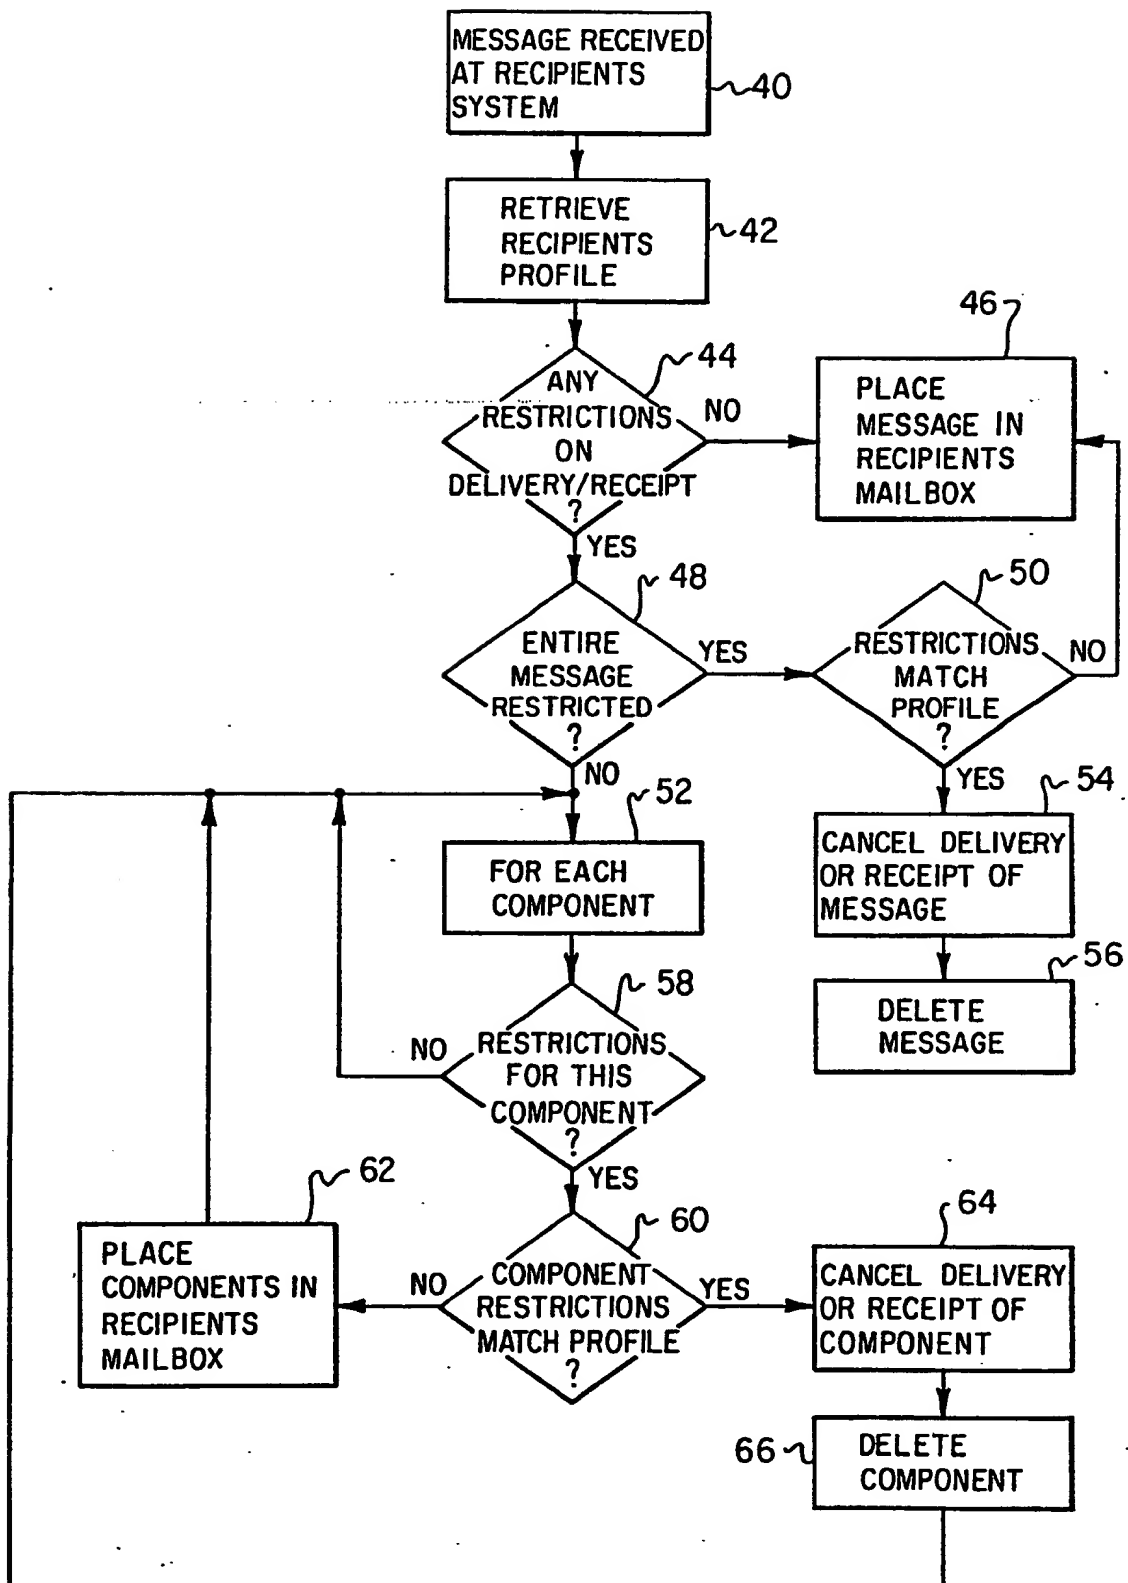 MESSAGE RECEIVED
AT RECIPIENTS
SYSTEM
40
RETRIEVE
RECIPIENTS
PROFILE
42
44
ANY
RESTRICTIONS
ON
DELIVERY/RECEIPT
?
NO
YES
46
PLACE
MESSAGE IN
RECIPIENTS
MAILBOX
48
ENTIRE
MESSAGE
RESTRICTED
?
YES
NO
50
RESTRICTIONS
MATCH
PROFILE
?
NO
YES
52
FOR EACH
COMPONENT
54
CANCEL DELIVERY
OR RECEIPT OF
MESSAGE
56
DELETE
MESSAGE
58
RESTRICTIONS
FOR THIS
COMPONENT
?
NO
YES
62
PLACE
COMPONENTS IN
RECIPIENTS
MAILBOX
60
COMPONENT
RESTRICTIONS
MATCH PROFILE
?
NO
YES
64
CANCEL DELIVERY
OR RECEIPT OF
COMPONENT
66
DELETE
COMPONENT